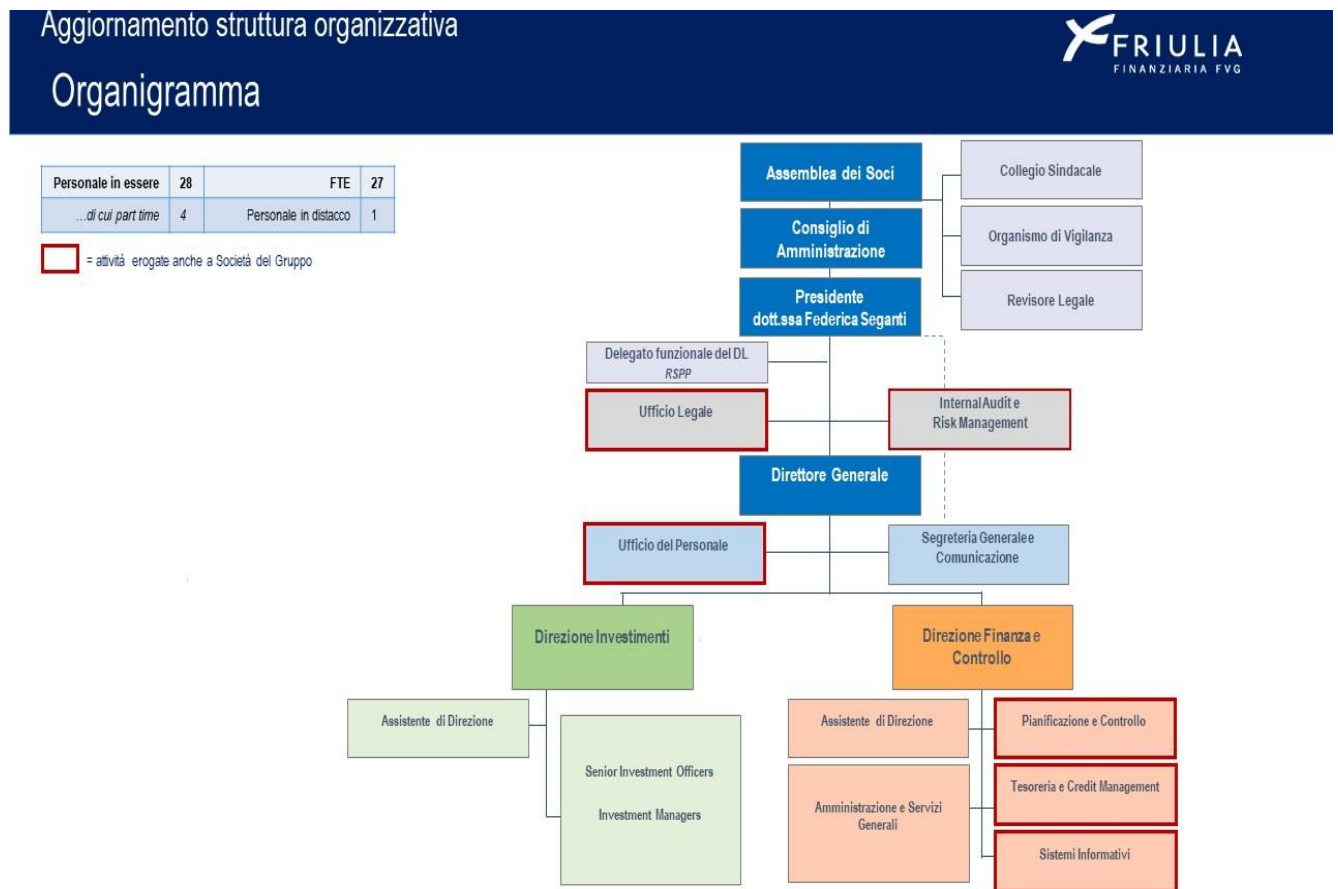 Aggiornamento struttura organizzativa
Organigramma
FRIULIA
FINANZIARIA FVG
Personale in essere 28 FTE 27
...di cui part time 4 Personale in distacco 1
= attività erogate anche a Società del Gruppo
Assemblea dei Soci
Collegio Sindacale
Consiglio di
Amministrazione
Organismo di Vigilanza
Presidente
dott.ssa Federica Seganti
Revisore Legale
Delegato funzionale del DL
RSPP
Ufficio Legale
Internal Audit e
Risk Management
Direttore Generale
Ufficio del Personale
Segreteria Generale e
Comunicazione
Direzione Investimenti
Direzione Finanza e
Controllo
Assistente di Direzione
Senior Investment Officers
Investment Managers
Assistente di Direzione
Pianificazione e Controllo
Amministrazione e Servizi
Generali
Tesoreria e Credit Management
Sistemi Informativi